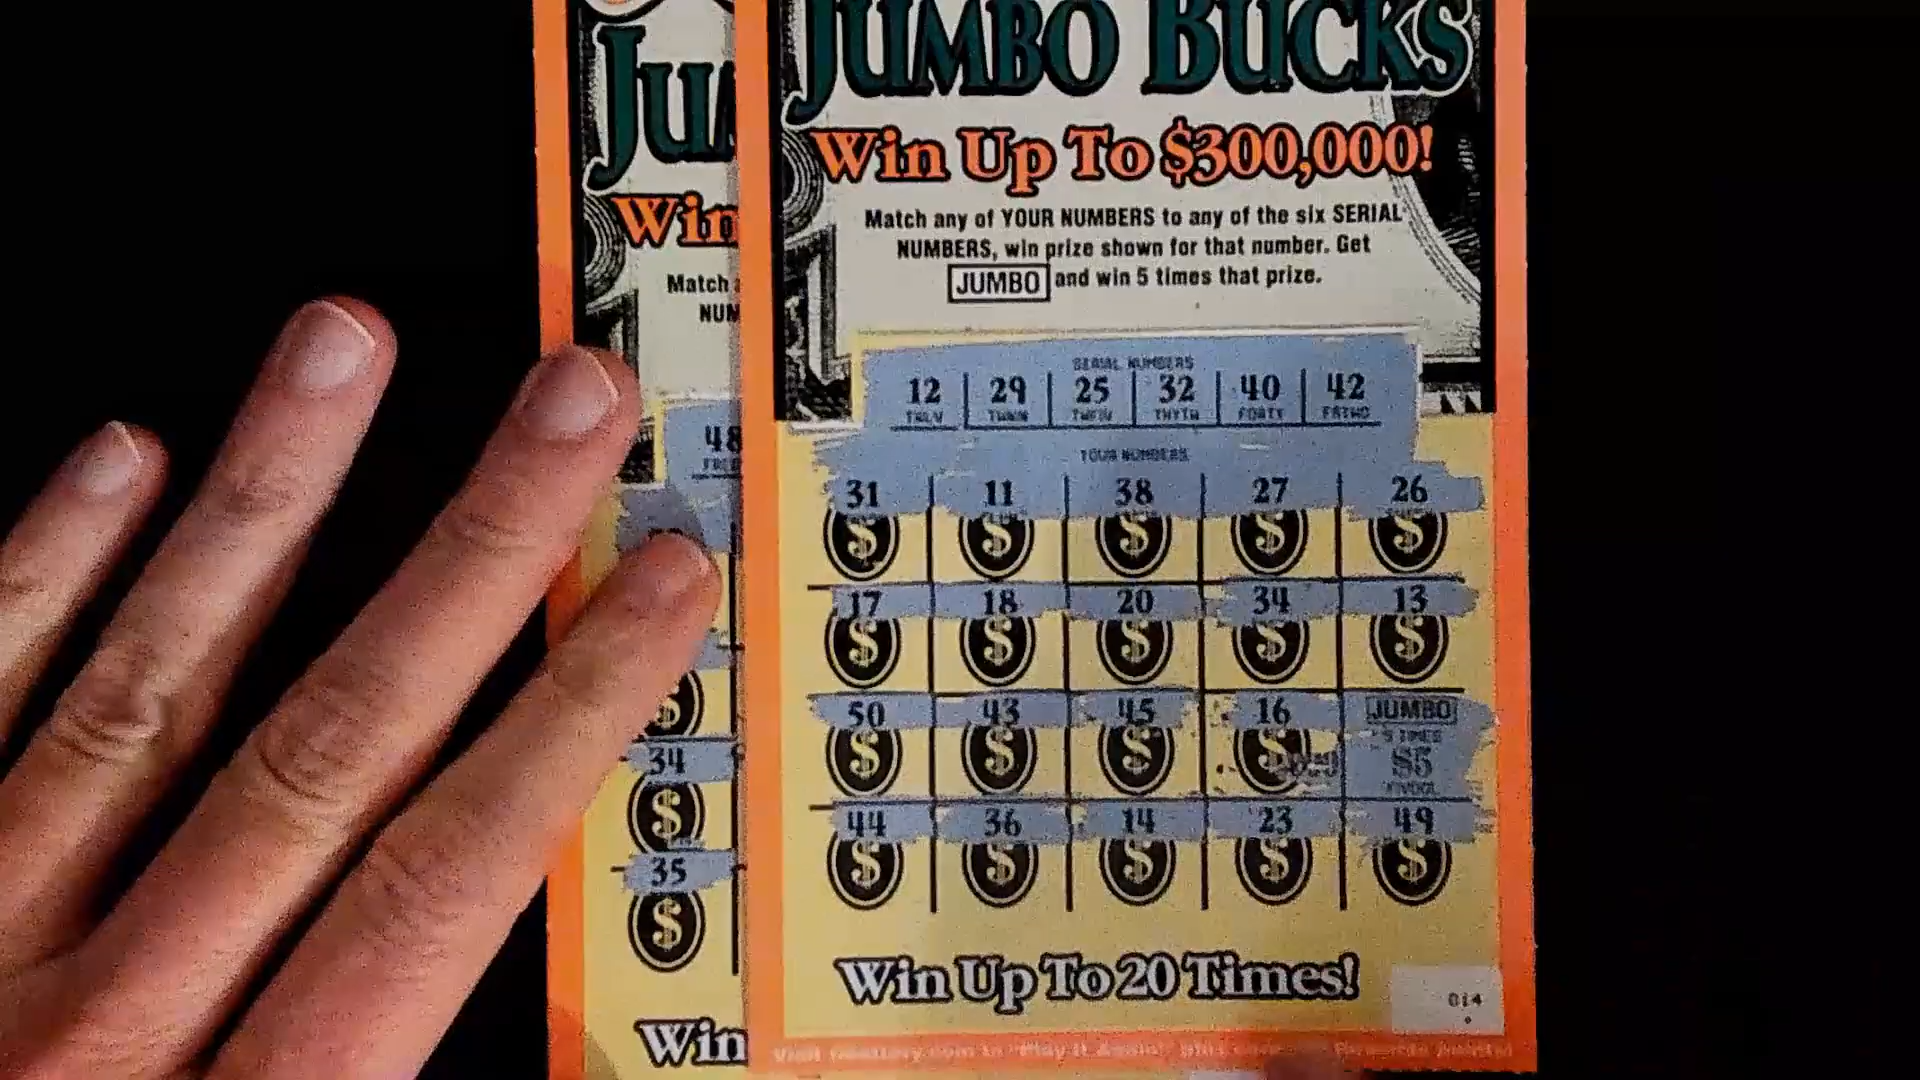 JUMBO BUCKS
Win Up To $300,000!
Match any of YOUR NUMBERS to any of the six SERIAL
NUMBERS, win prize shown for that number. Get
JUMBO and win 5 times that prize.
SERIAL NUMBERS
12 29 25 32 40 42
FORTY FRTWO
YOUR NUMBERS
31 11 38 27 26
$ $ $ $ $
17 18 20 34 13
$ $ $ $ $
50 43 45 16 JUMBO
5 TIMES
$ $ $ $ $5
44 36 14 23 49
$ $ $ $ $
Win Up To 20 Times!
014
Win
Match
48
$
34
$
35
$
Win